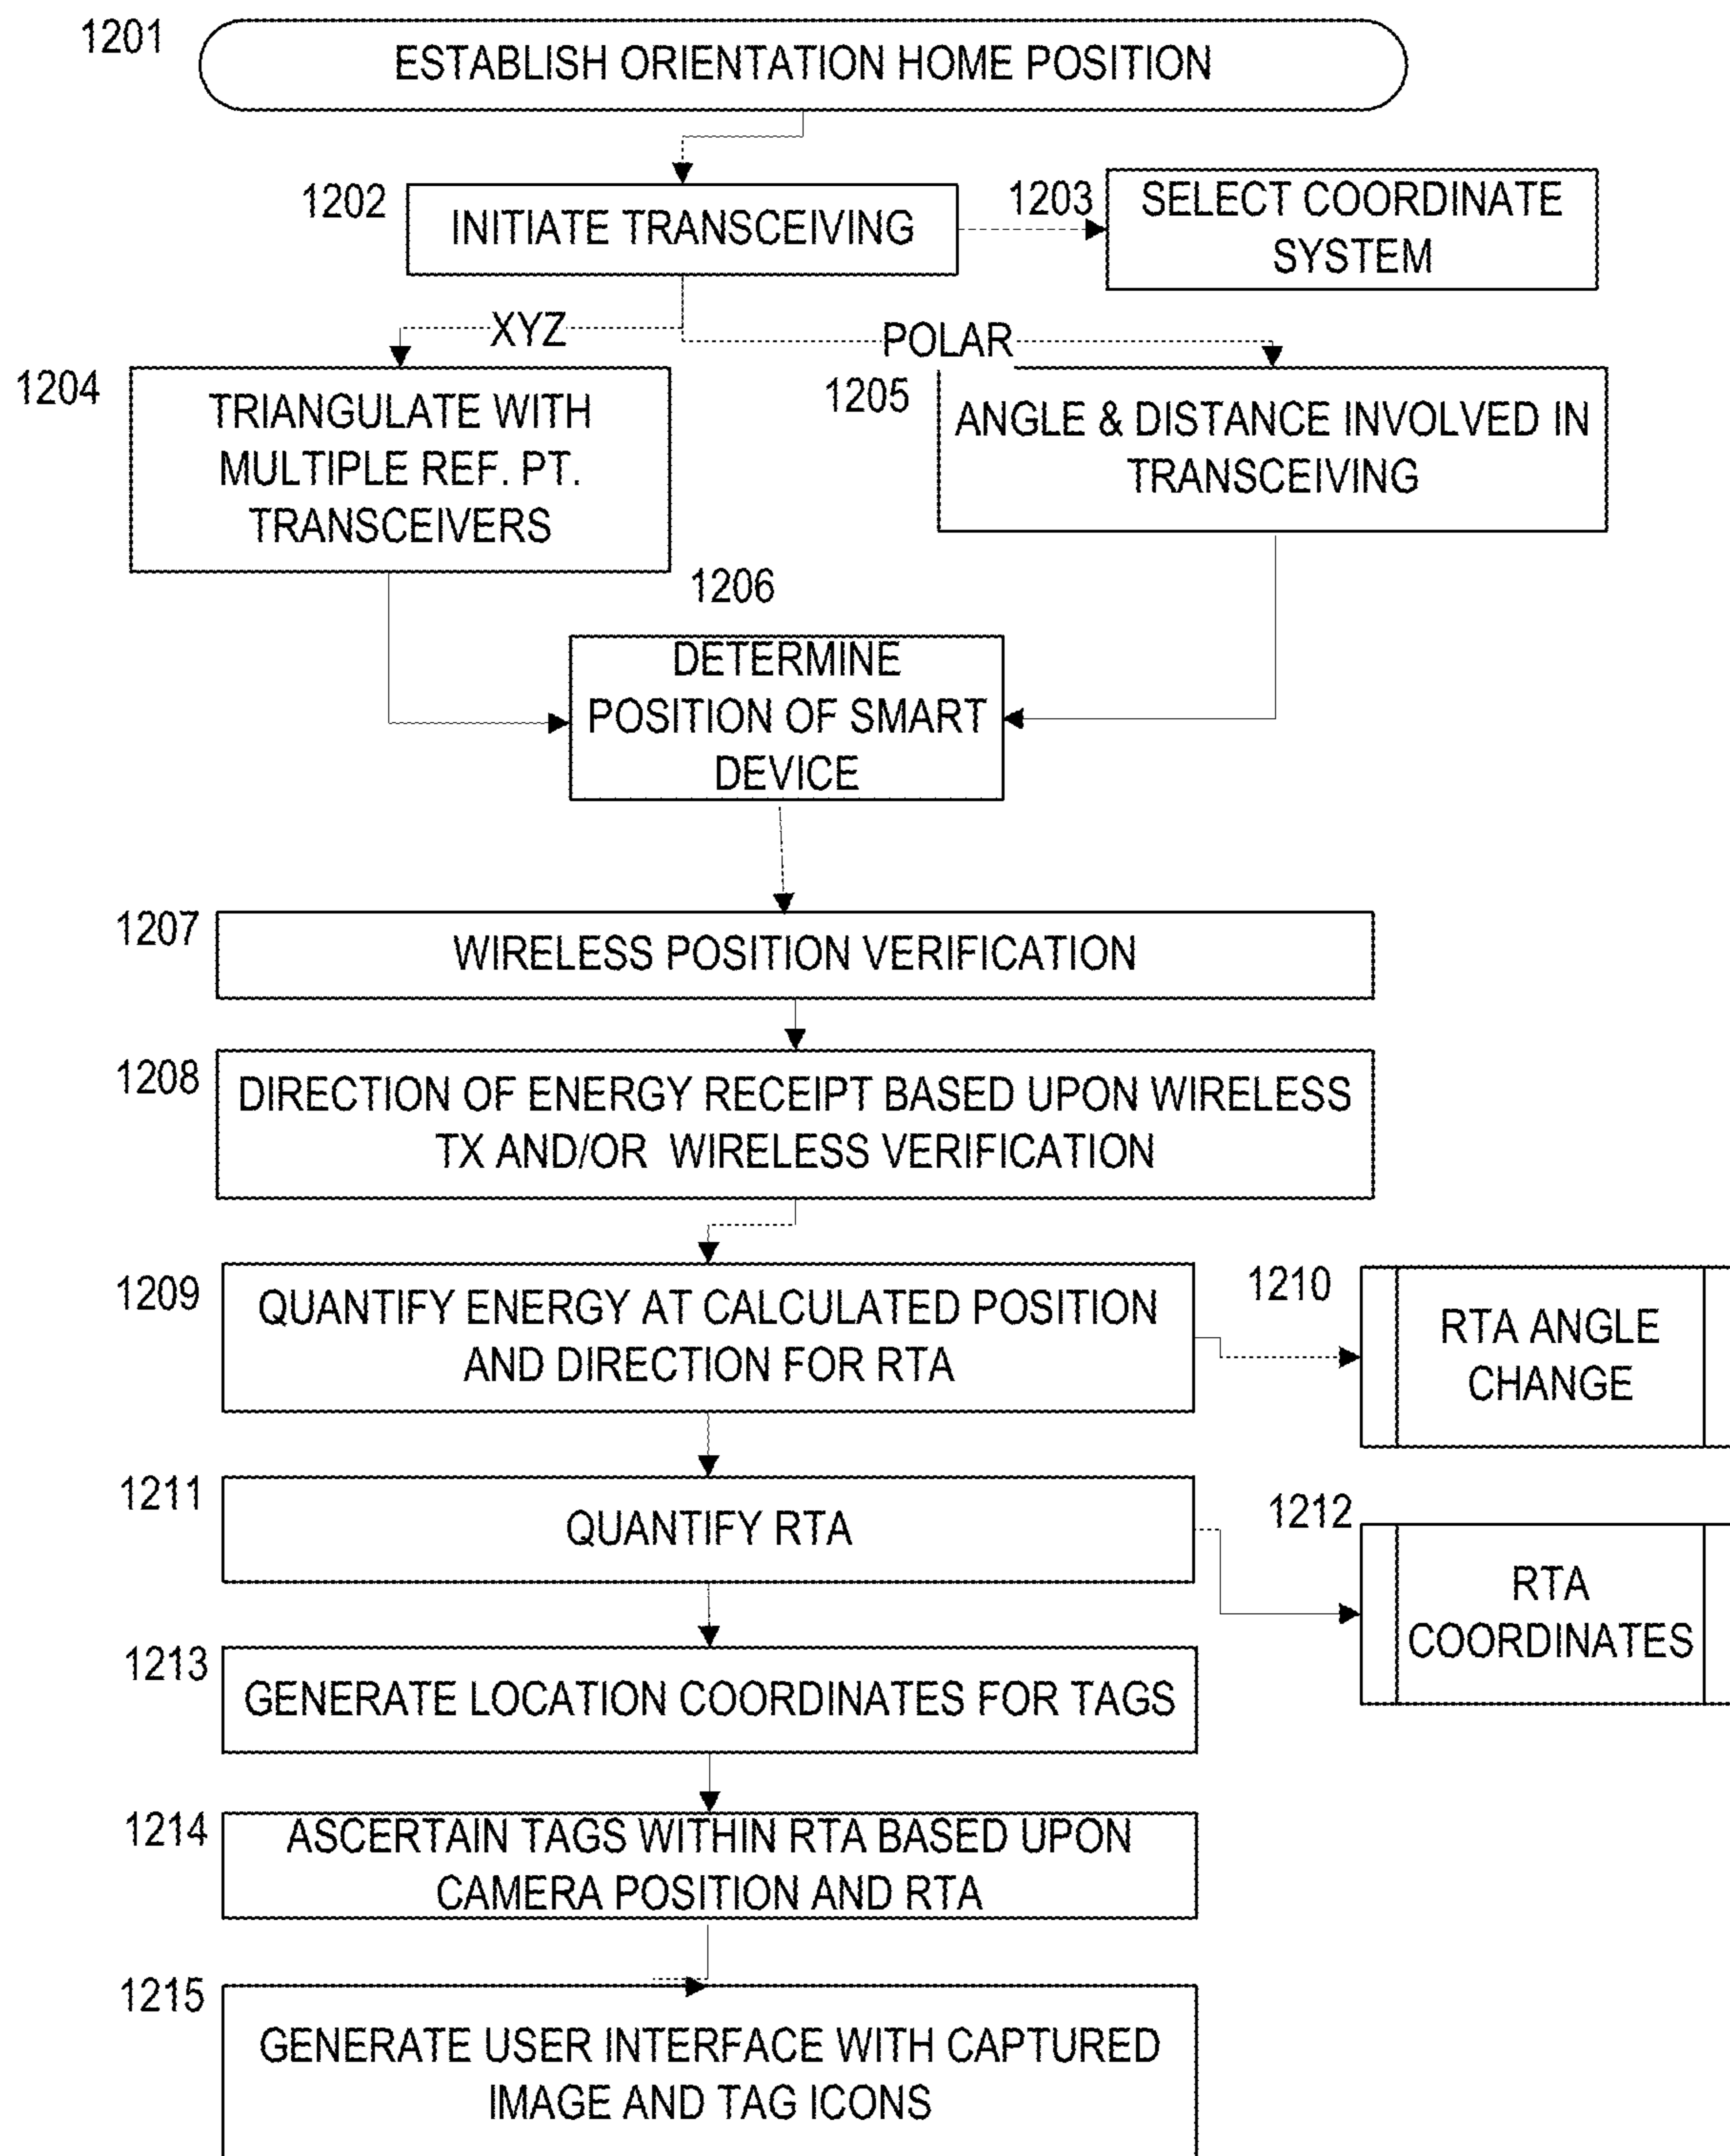 1201
ESTABLISH ORIENTATION HOME POSITION
1202
INITIATE TRANSCEIVING
1203
SELECT COORDINATE
SYSTEM
XYZ
POLAR
1204
TRIANGULATE WITH
MULTIPLE REF. PT.
TRANSCEIVERS
1205
ANGLE & DISTANCE INVOLVED IN
TRANSCEIVING
1206
DETERMINE
POSITION OF SMART
DEVICE
1207
WIRELESS POSITION VERIFICATION
1208
DIRECTION OF ENERGY RECEIPT BASED UPON WIRELESS
TX AND/OR WIRELESS VERIFICATION
1209
QUANTIFY ENERGY AT CALCULATED POSITION
AND DIRECTION FOR RTA
1210
RTA ANGLE
CHANGE
1211
QUANTIFY RTA
1212
RTA
COORDINATES
1213
GENERATE LOCATION COORDINATES FOR TAGS
1214
ASCERTAIN TAGS WITHIN RTA BASED UPON
CAMERA POSITION AND RTA
1215
GENERATE USER INTERFACE WITH CAPTURED
IMAGE AND TAG ICONS